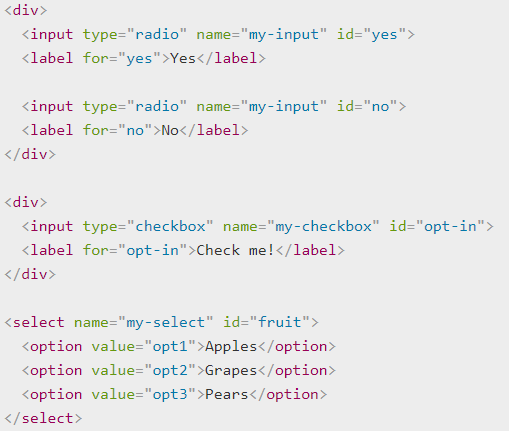 <div>
  <input type="radio" name="my-input" id="yes">
  <label for="yes">Yes</label>

  <input type="radio" name="my-input" id="no">
  <label for="no">No</label>
</div>

<div>
  <input type="checkbox" name="my-checkbox" id="opt-in">
  <label for="opt-in">Check me!</label>
</div>

<select name="my-select" id="fruit">
  <option value="opt1">Apples</option>
  <option value="opt2">Grapes</option>
  <option value="opt3">Pears</option>
</select>